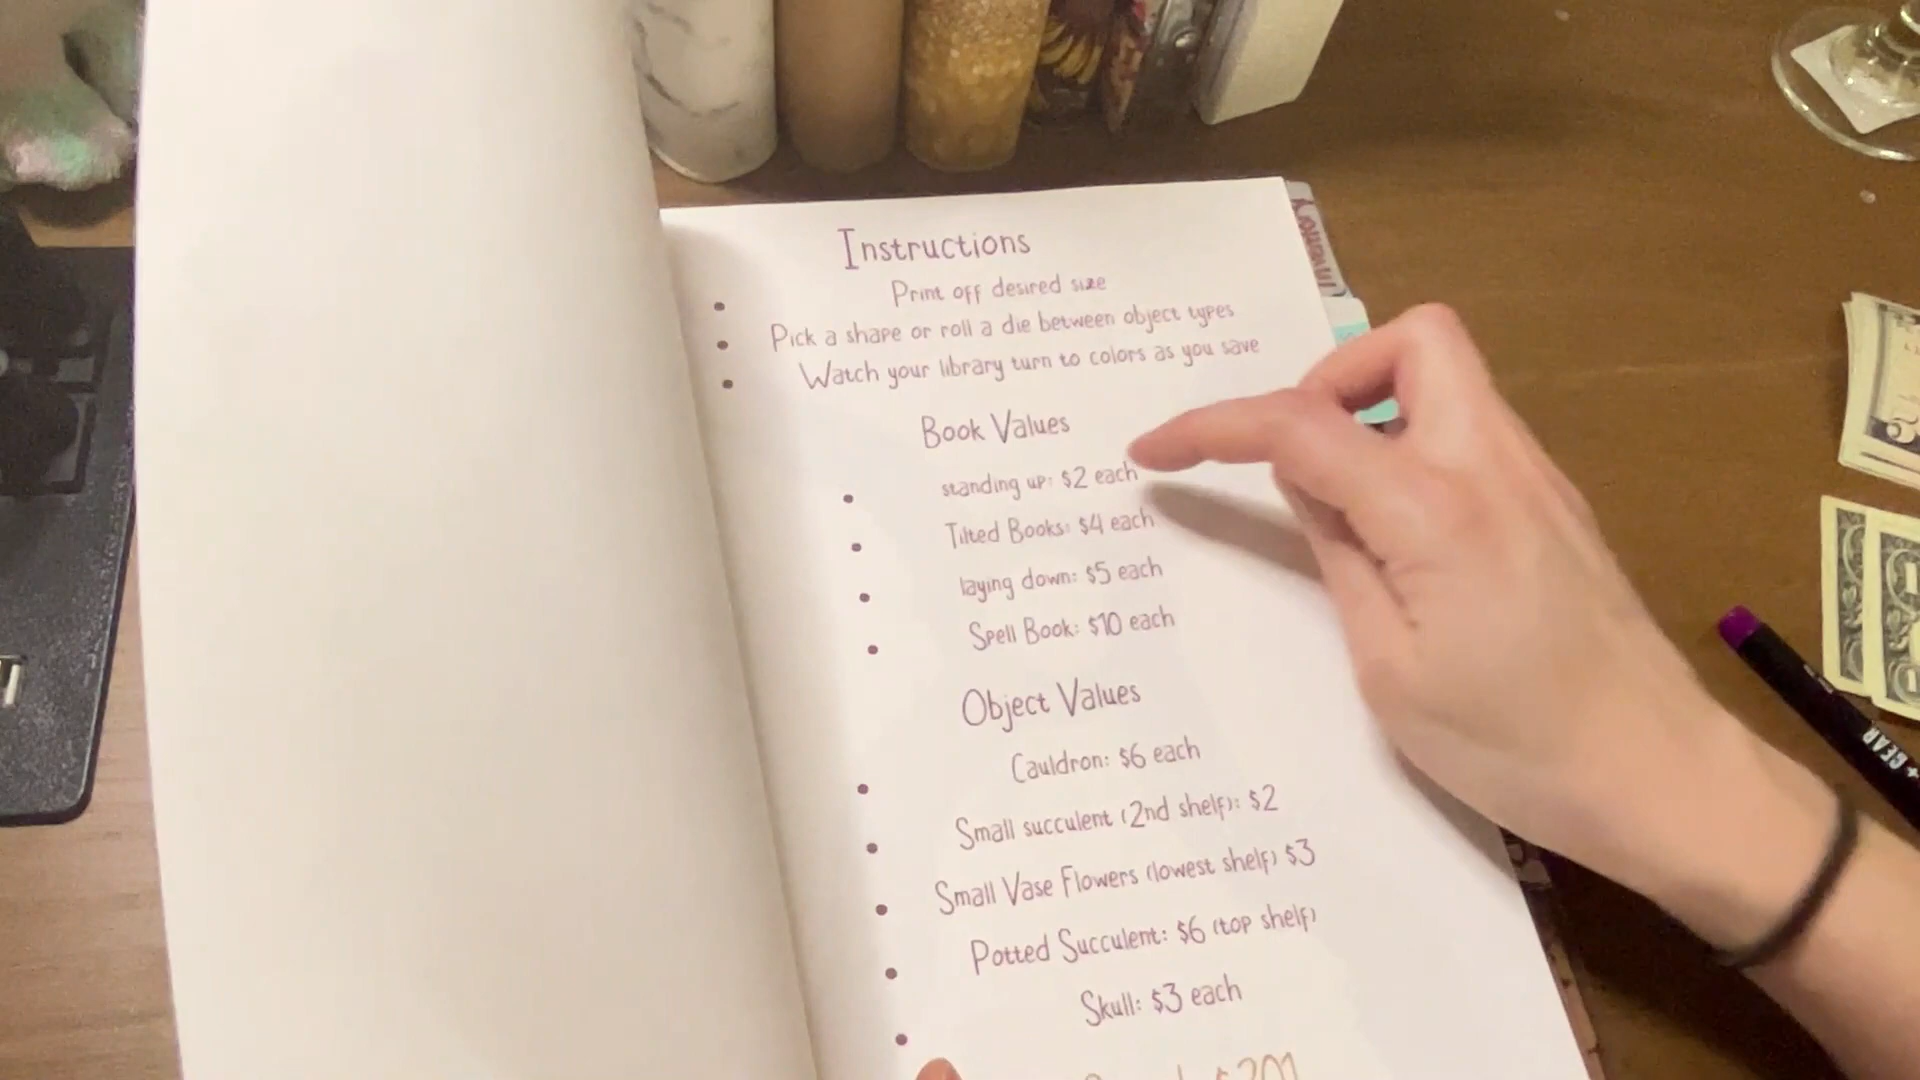 Instructions
Print off desired size
Pick a shape or roll a die between object types
Watch your library turn to colors as you save
Book Values
standing up: $2 each
Tilted Books: $4 each
laying down: $5 each
Spell Book: $10 each
Object Values
Cauldron: $6 each
Small succulent (2nd shelf): $2
Small Vase Flowers (lowest shelf) $3
Potted Succulent: $6 (top shelf)
Skull: $3 each
GEAR